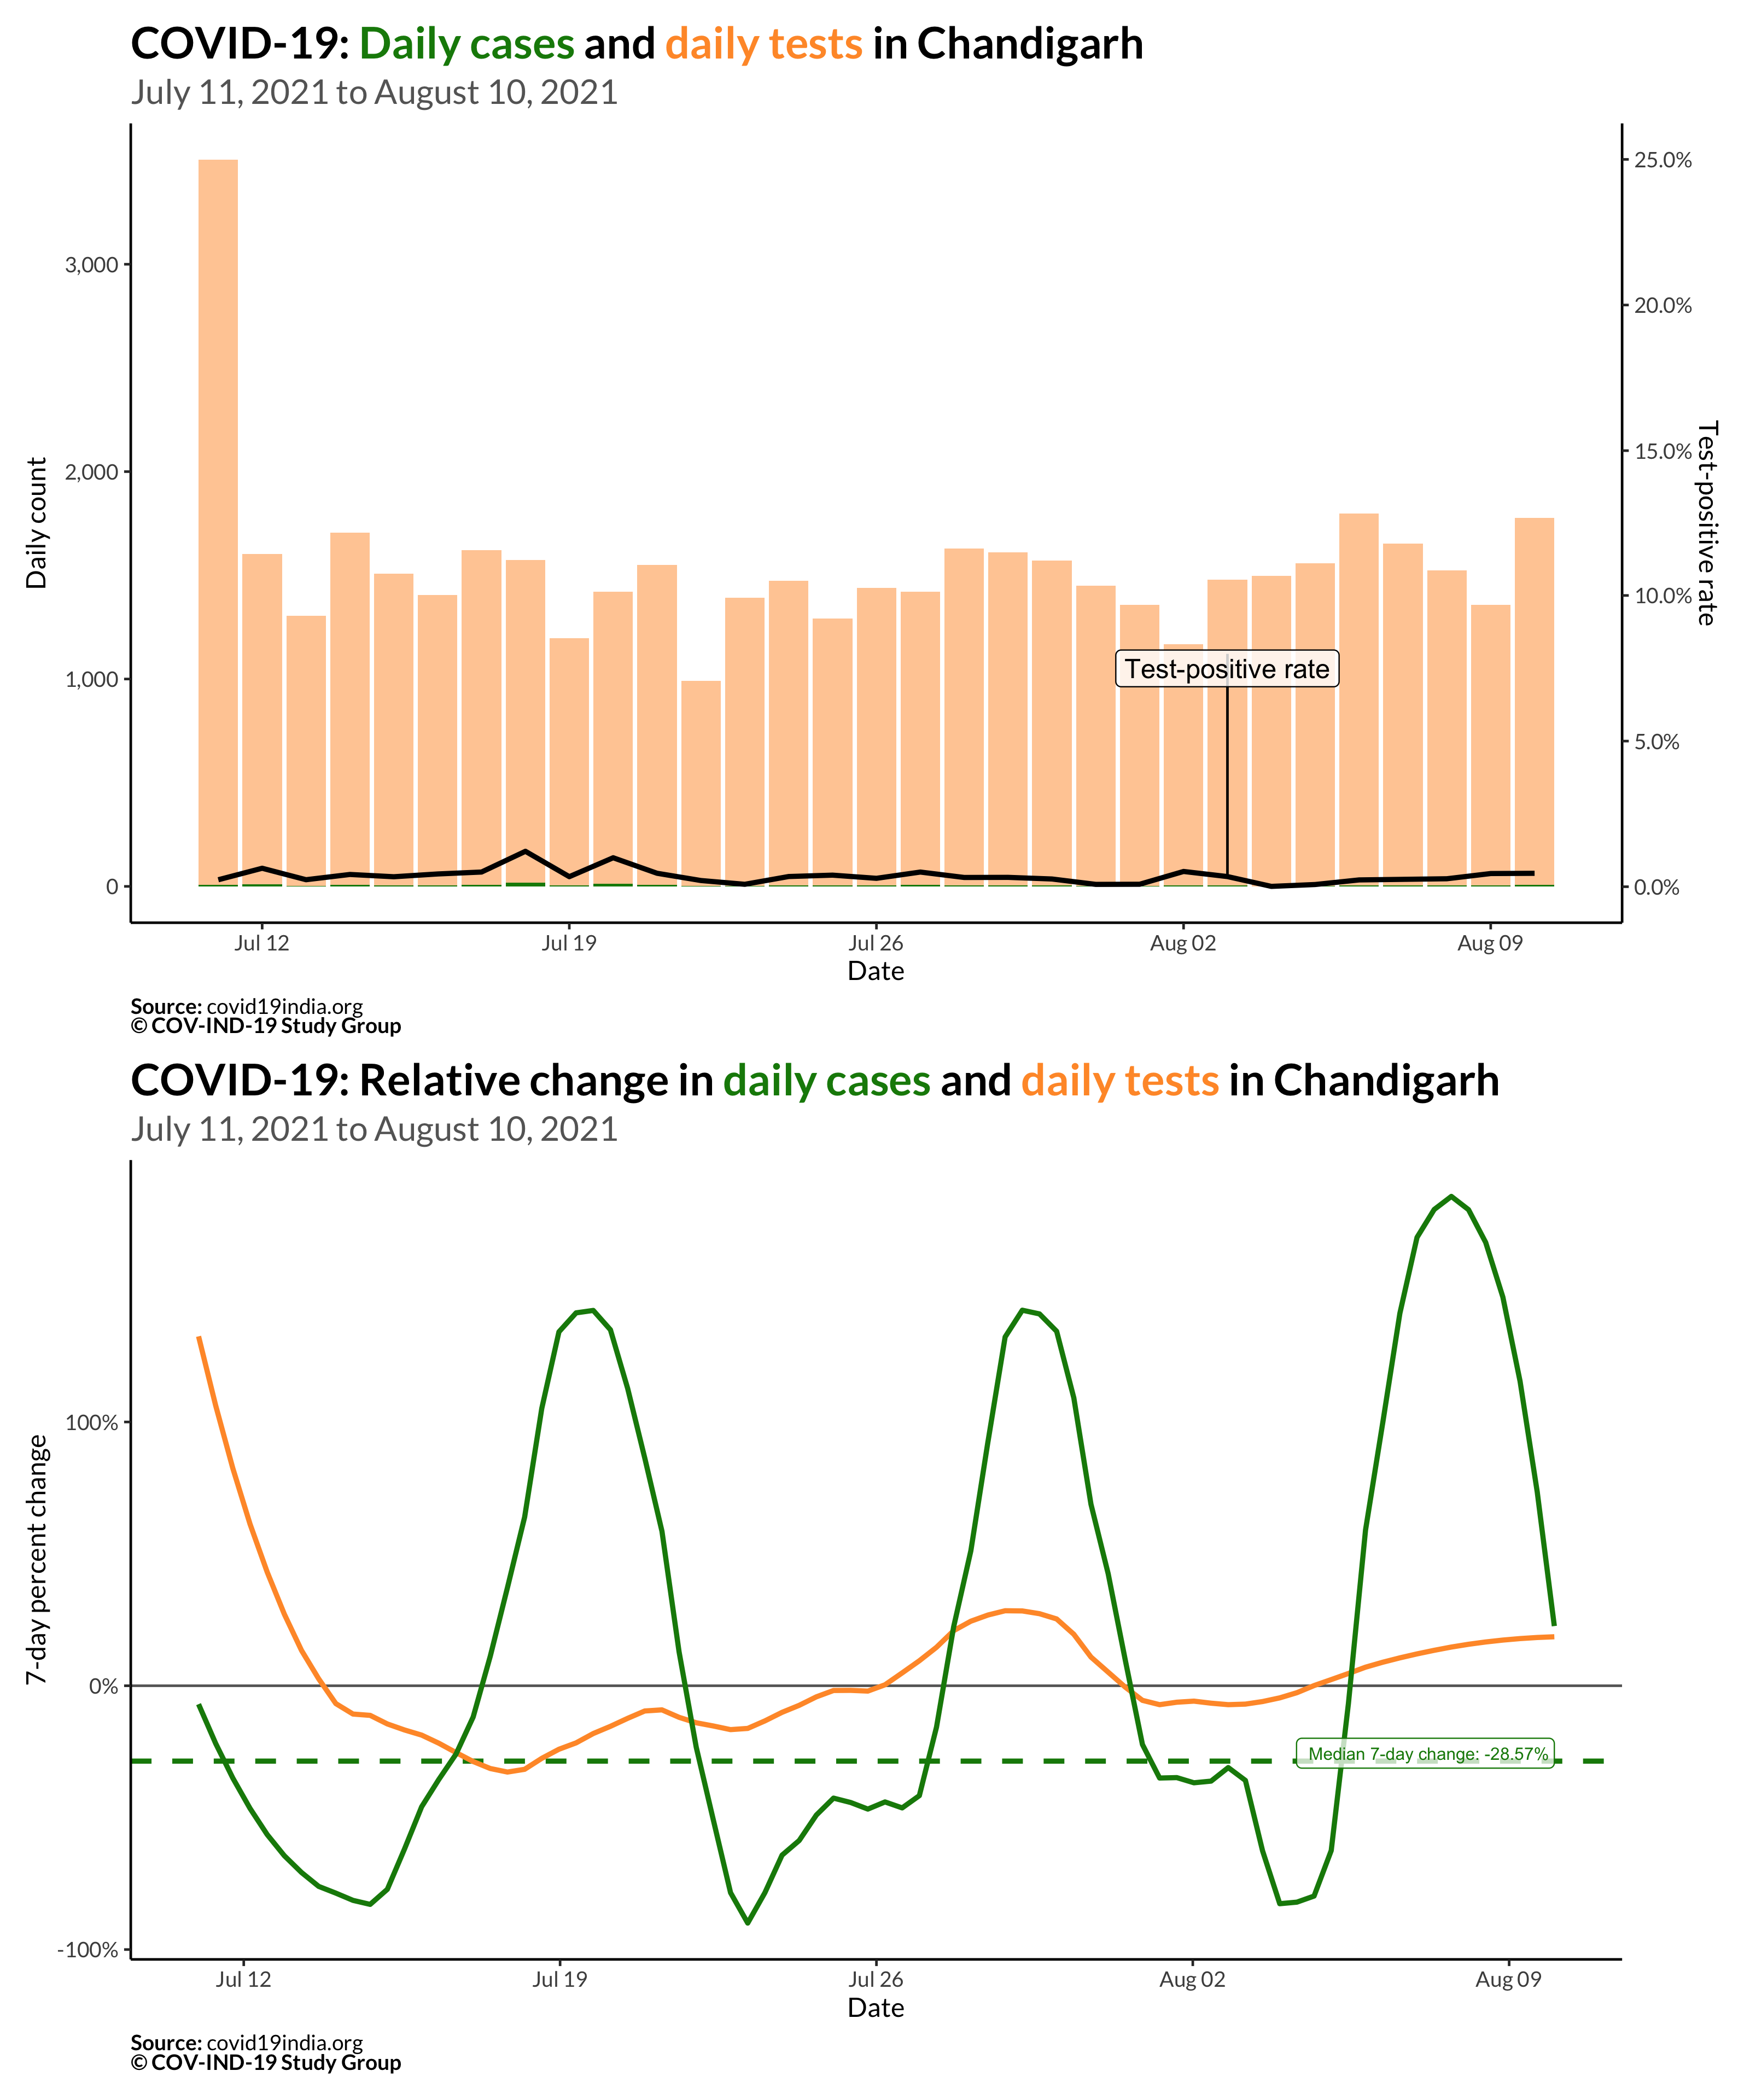 COVID-19: Daily cases and daily tests in Chandigarh
July 11, 2021 to August 10, 2021
Daily count
3,000
2,000
1,000
0
25.0%
20.0%
15.0%
10.0%
5.0%
0.0%
Test-positive rate
Test-positive rate
Jul 12
Jul 19
Jul 26
Aug 02
Aug 09
Date
Source: covid19india.org
© COV-IND-19 Study Group
COVID-19: Relative change in daily cases and daily tests in Chandigarh
July 11, 2021 to August 10, 2021
7-day percent change
100%
0%
-100%
Median 7-day change: -28.57%
Jul 12
Jul 19
Jul 26
Aug 02
Aug 09
Date
Source: covid19india.org
© COV-IND-19 Study Group